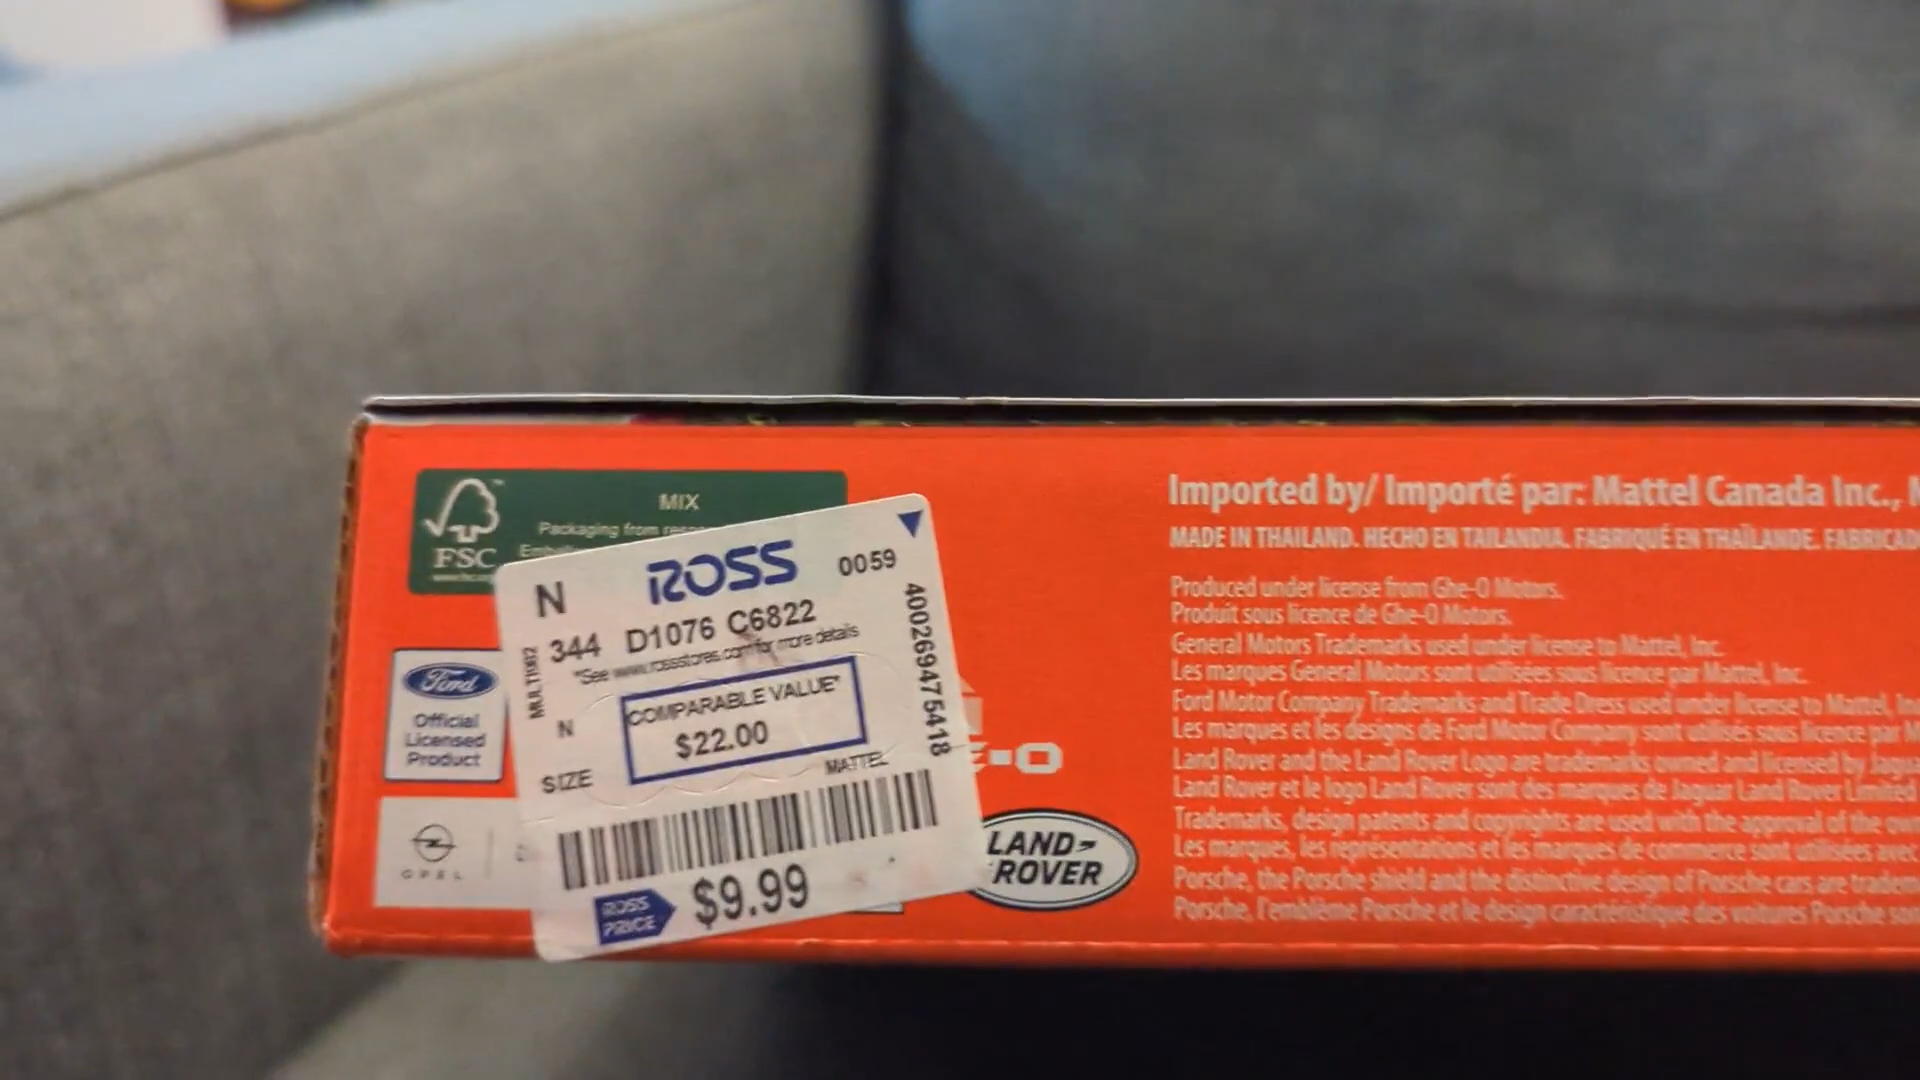 MIX
Packaging from
FSC
N ROSS 0059
344 D1076 C6822
*See www.rossstores.com for more details
COMPARABLE VALUE*
$22.00
N
SIZE
MATTEL
400269475418
ROSS PRICE $9.99
Ford
Official
Licensed
Product
OPEL
-O
LAND
ROVER
Imported by/ Importé par: Mattel Canada Inc.,
MADE IN THAILAND. HECHO EN TAILANDIA. FABRIQUÉ EN THAÏLANDE.
Produced under license from Ghe-O Motors.
Produit sous licence de Ghe-O Motors.
General Motors Trademarks used under license to Mattel, Inc.
Les marques General Motors sont utilisées sous licence par Mattel, Inc.
Ford Motor Company Trademarks and Trade Dress used under license to Mattel,
Les marques et les designs de Ford Motor Company sont utilisés sous licence par
Land Rover and the Land Rover Logo are trademarks owned and licensed by
Land Rover et le logo Land Rover sont des marques de Jaguar Land Rover Limited
Trademarks, design patents and copyrights are used with the approval of the
Les marques, les représentations et les marques de commerce sont utilisées avec
Porsche, the Porsche shield and the distinctive design of Porsche cars are
Porsche, l'emblème Porsche et le design caractéristique des voitures Porsche